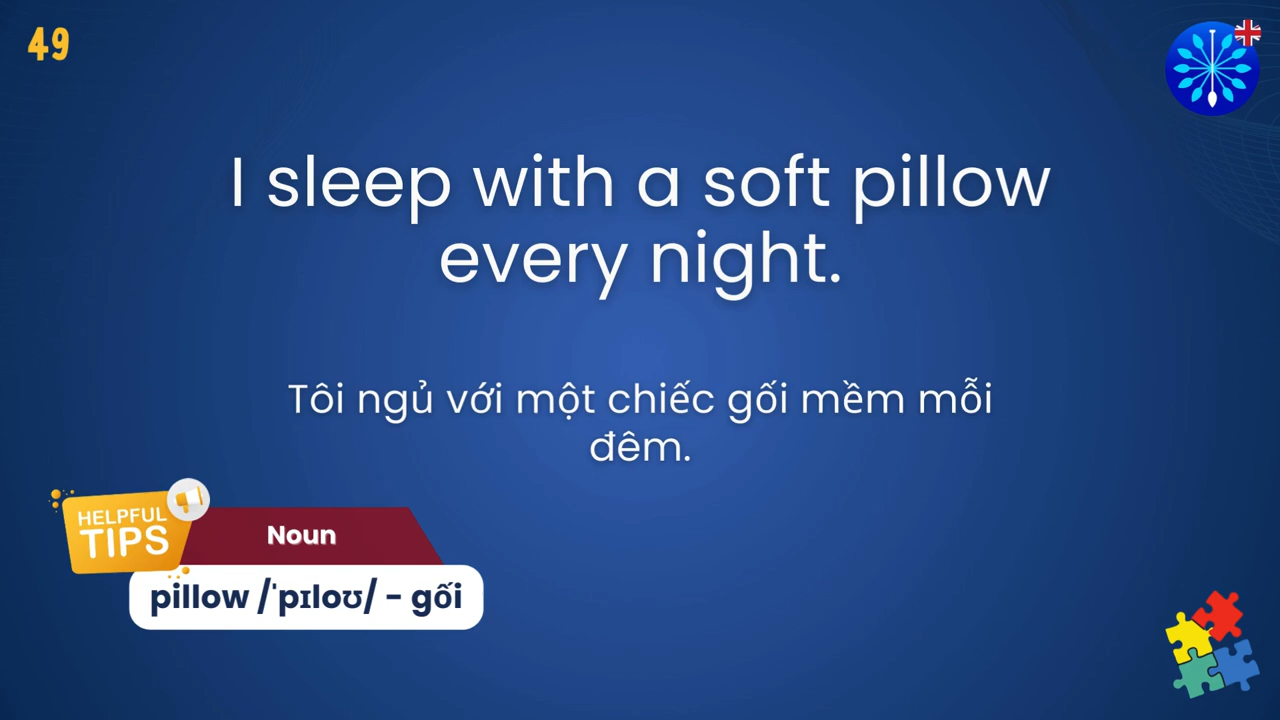 49
I sleep with a soft pillow
every night.
Tôi ngủ với một chiếc gối mềm mỗi
đêm.
HELPFUL
TIPS
Noun
pillow /ˈpɪloʊ/ - gối